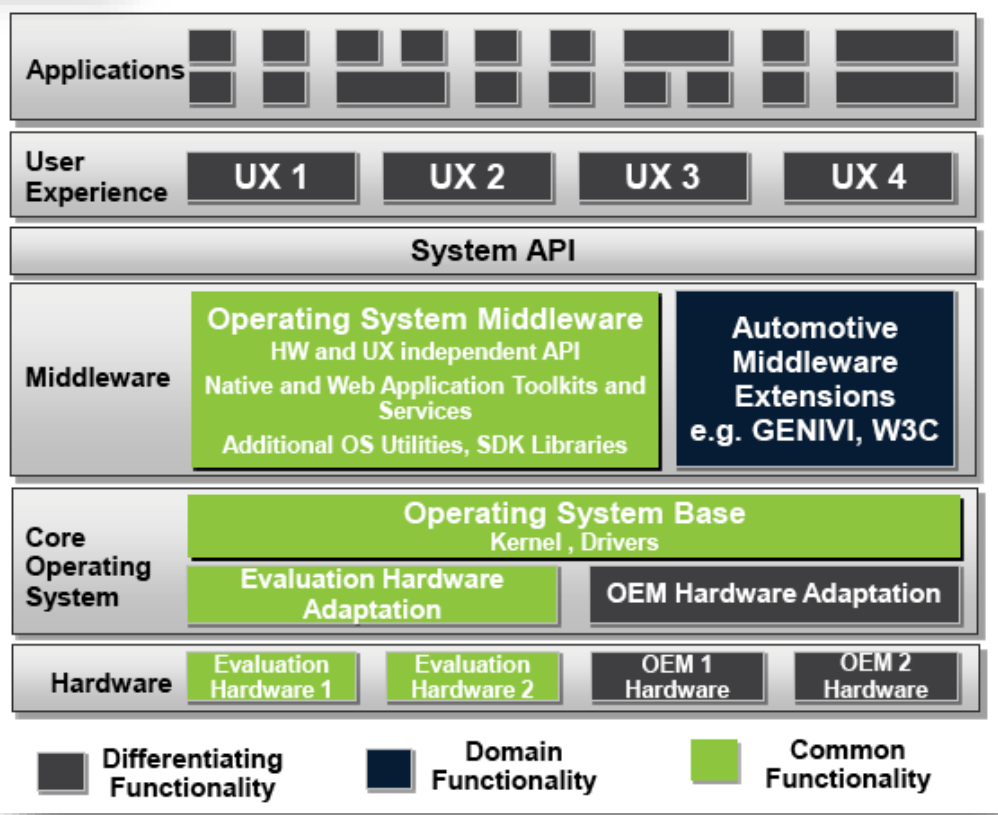 Applications
User
Experience
UX 1
UX 2
UX 3
UX 4
System API
Middleware
Operating System Middleware
HW and UX independent API
Native and Web Application Toolkits and
Services
Additional OS Utilities, SDK Libraries
Automotive
Middleware
Extensions
e.g. GENIVI, W3C
Core
Operating
System
Operating System Base
Kernel , Drivers
Evaluation Hardware
Adaptation
OEM Hardware Adaptation
Hardware
Evaluation
Hardware 1
Evaluation
Hardware 2
OEM 1
Hardware
OEM 2
Hardware
Differentiating
Functionality
Domain
Functionality
Common
Functionality